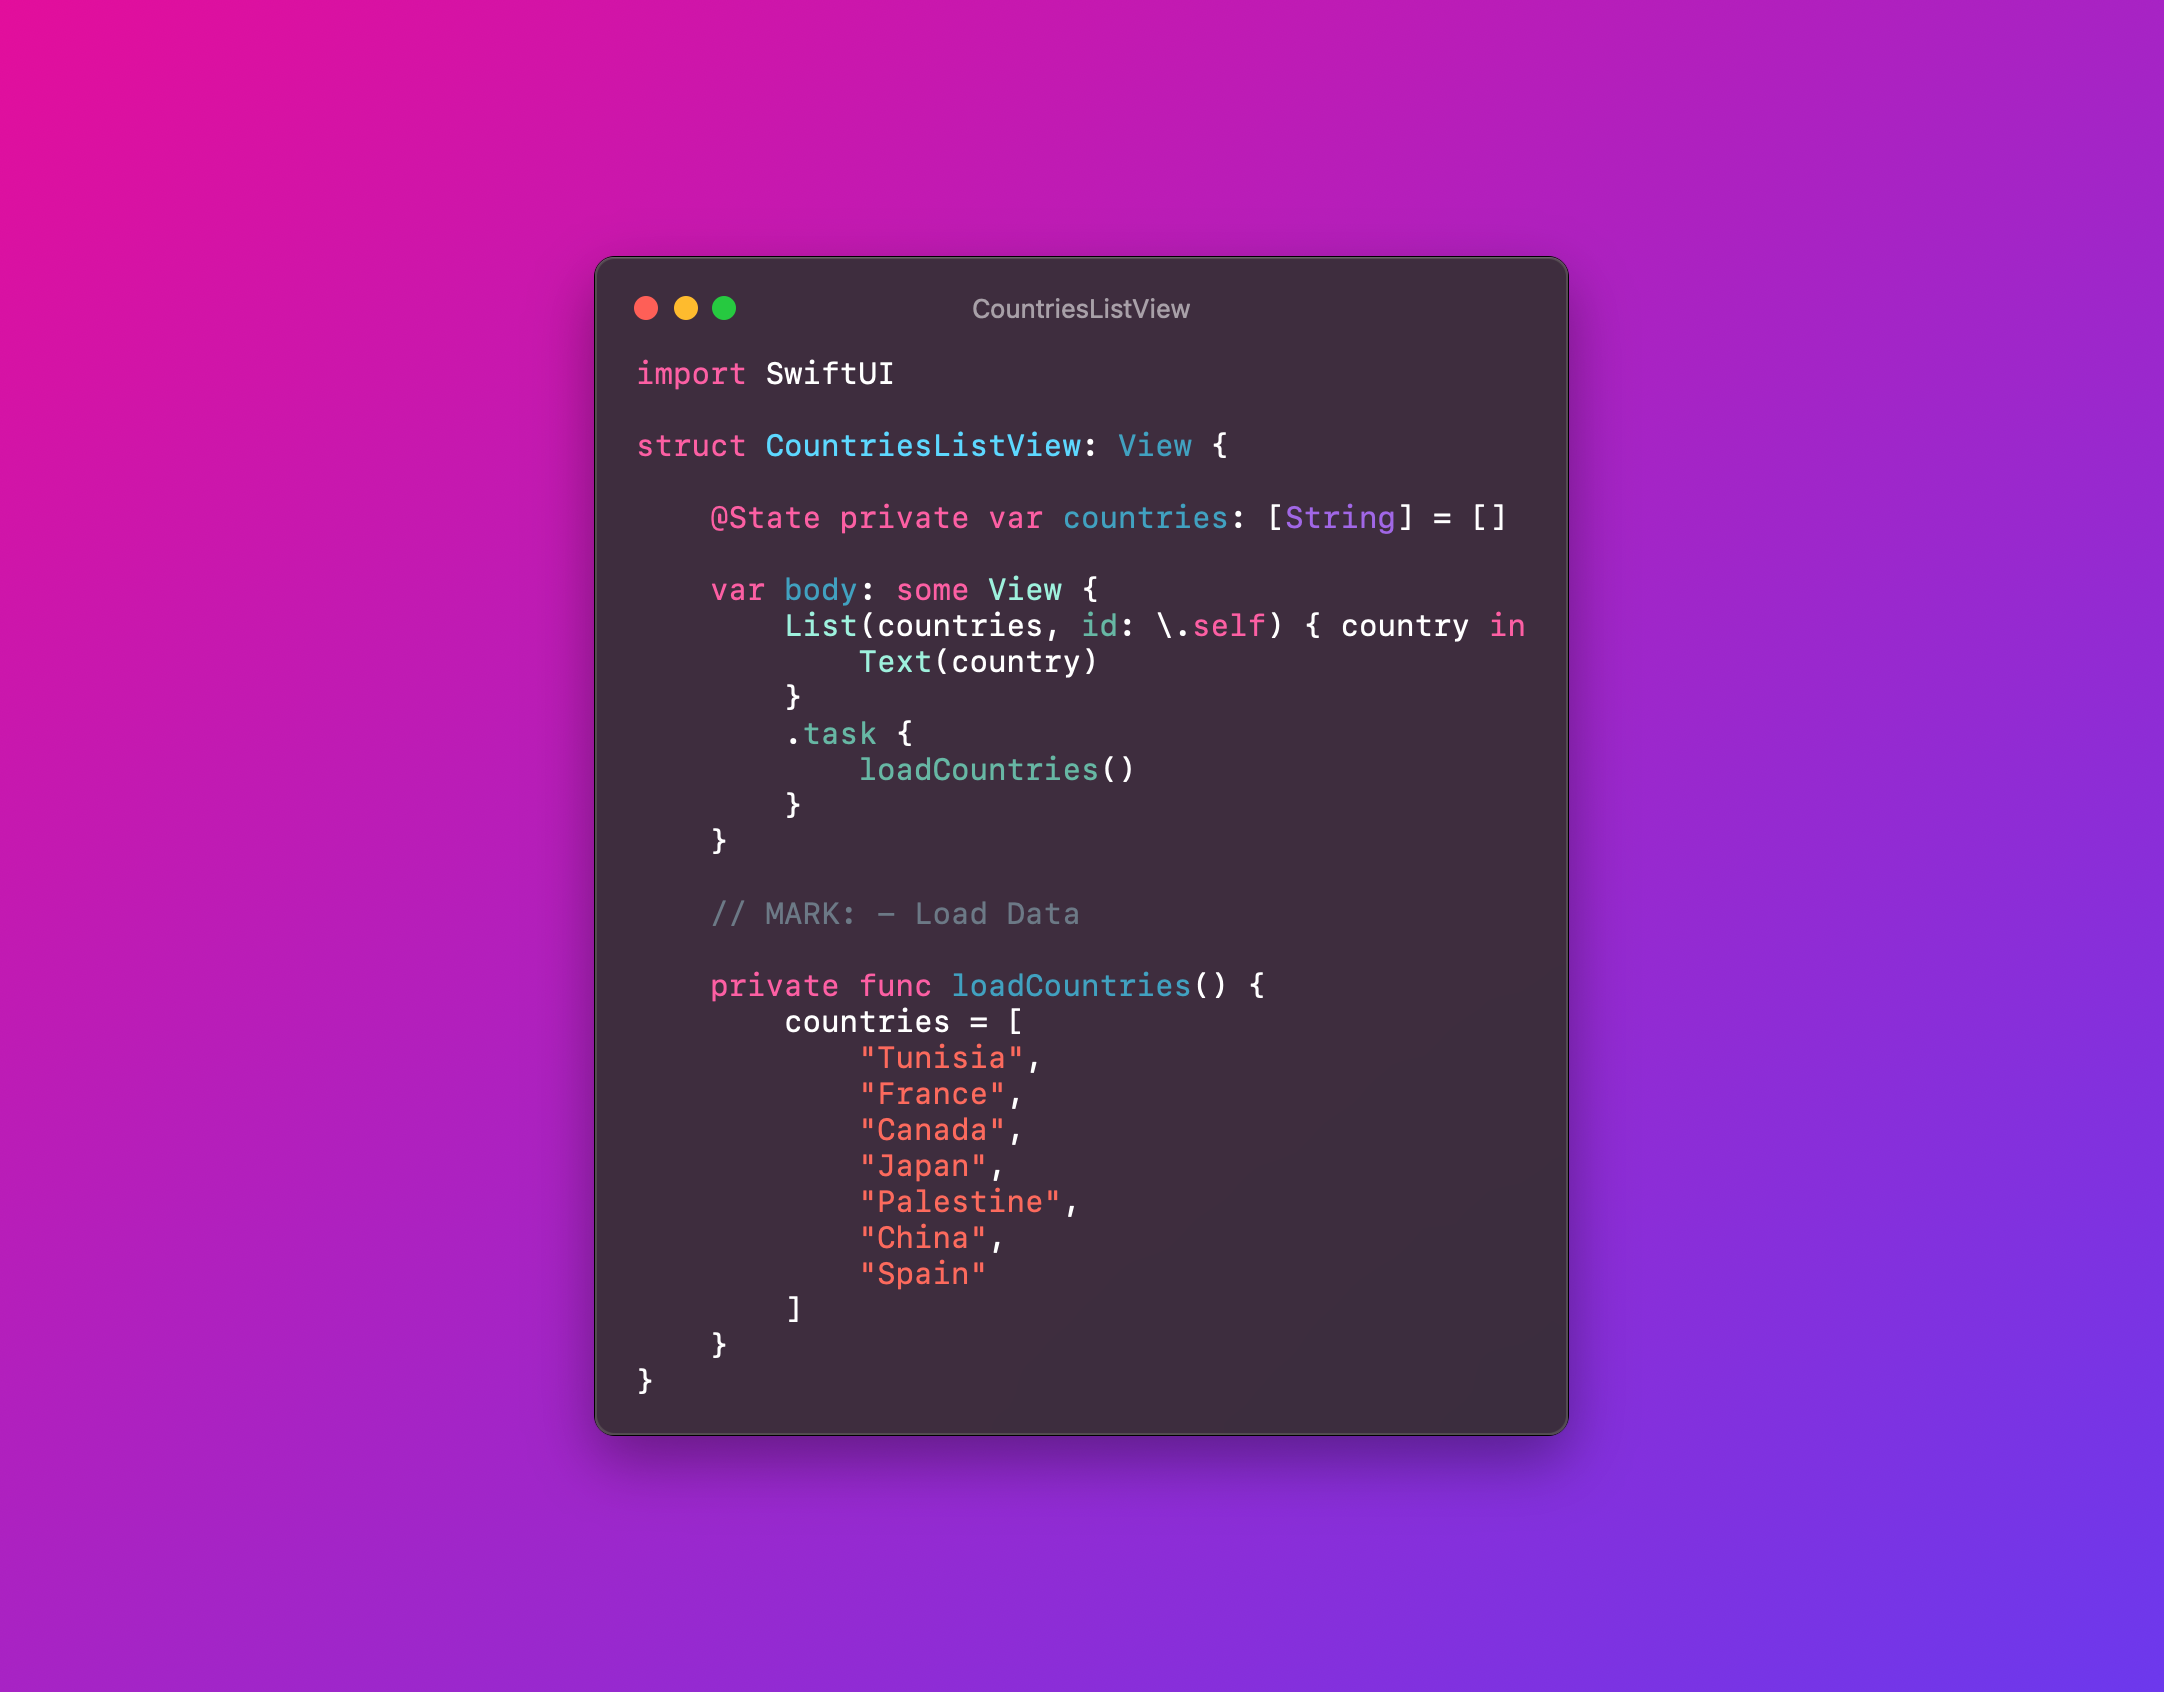 CountriesListView
import SwiftUI
struct CountriesListView: View {
@State private var countries: [String] = []
var body: some View {
List(countries, id: \.self) { country in
Text(country)
}
.task {
loadCountries()
}
}
// MARK: – Load Data
private func loadCountries() {
countries = [
"Tunisia",
"France",
"Canada",
"Japan",
"Palestine",
"China",
"Spain"
]
}
}